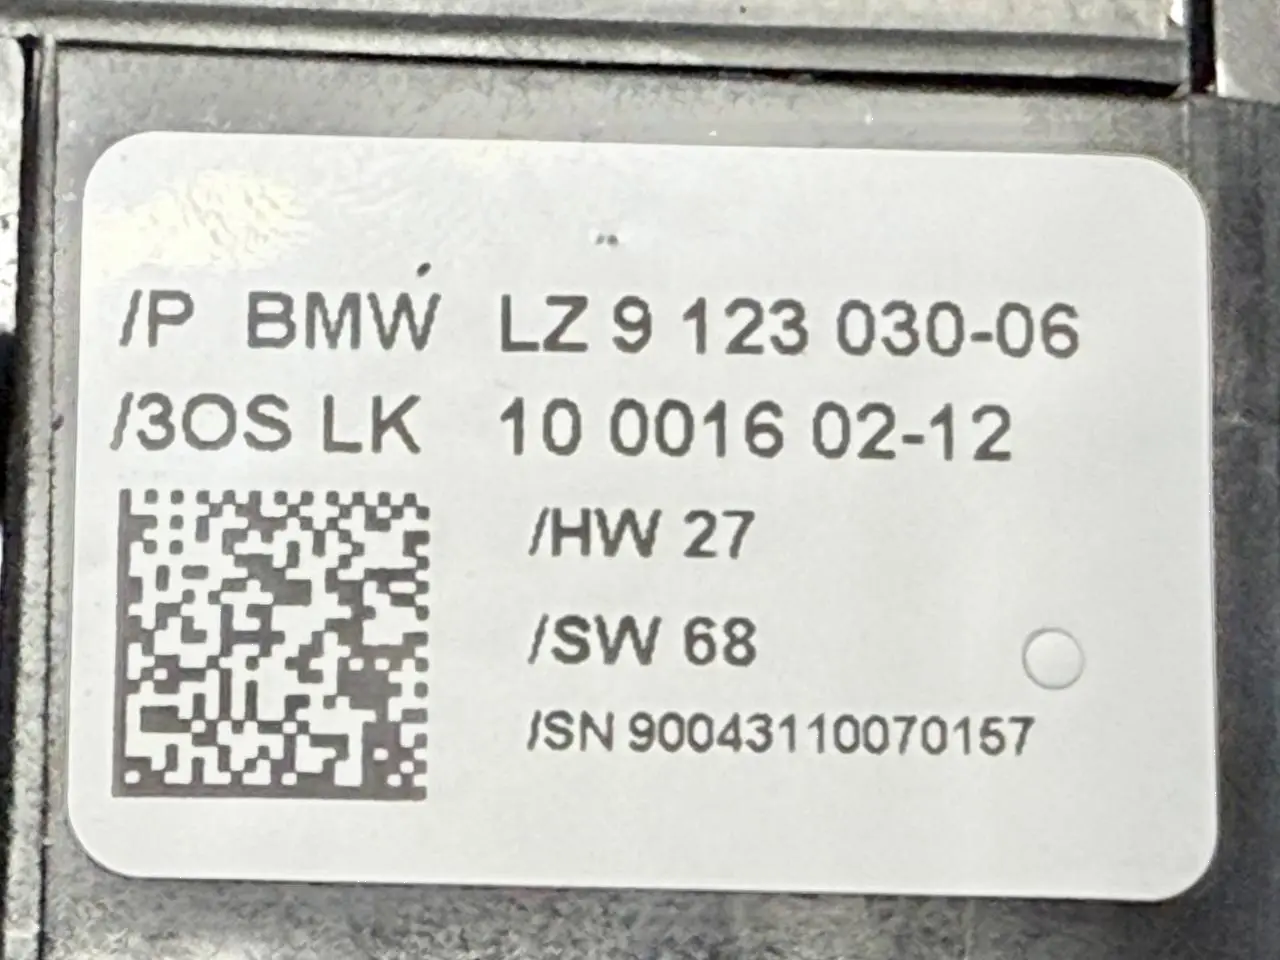 /P BMW LZ 9 123 030-06
/3OS LK 10 0016 02-12
/HW 27
/SW 68
/SN 90043110070157